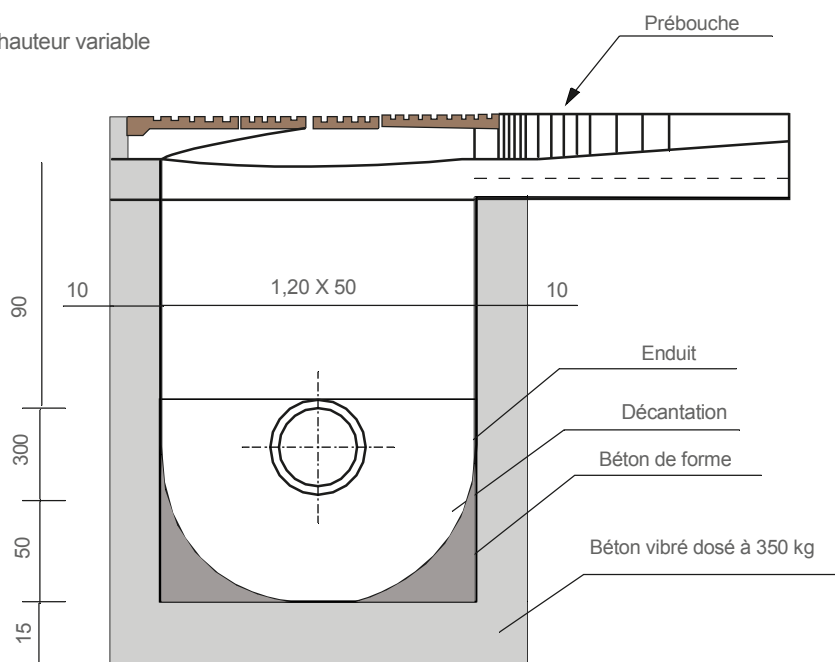 Prébouche
hauteur variable
90
10
1,20 X 50
10
Enduit
Décantation
300
Béton de forme
50
Béton vibré dosé à 350 kg
15